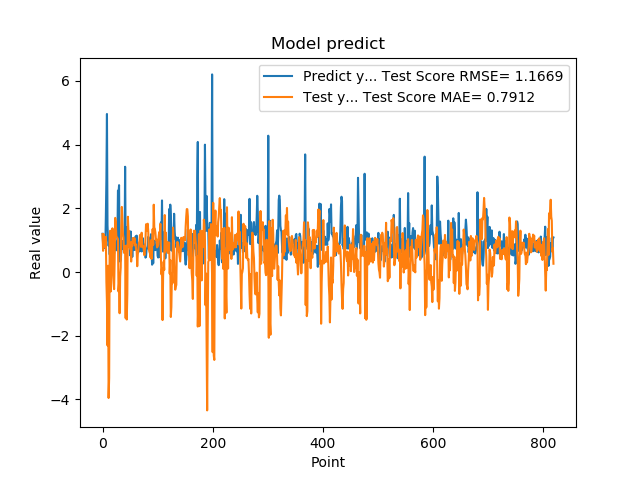 Model predict
Predict y... Test Score RMSE= 1.1669
Test y... Test Score MAE= 0.7912
Real value
6
4
2
0
−2
−4
0 200 400 600 800
Point